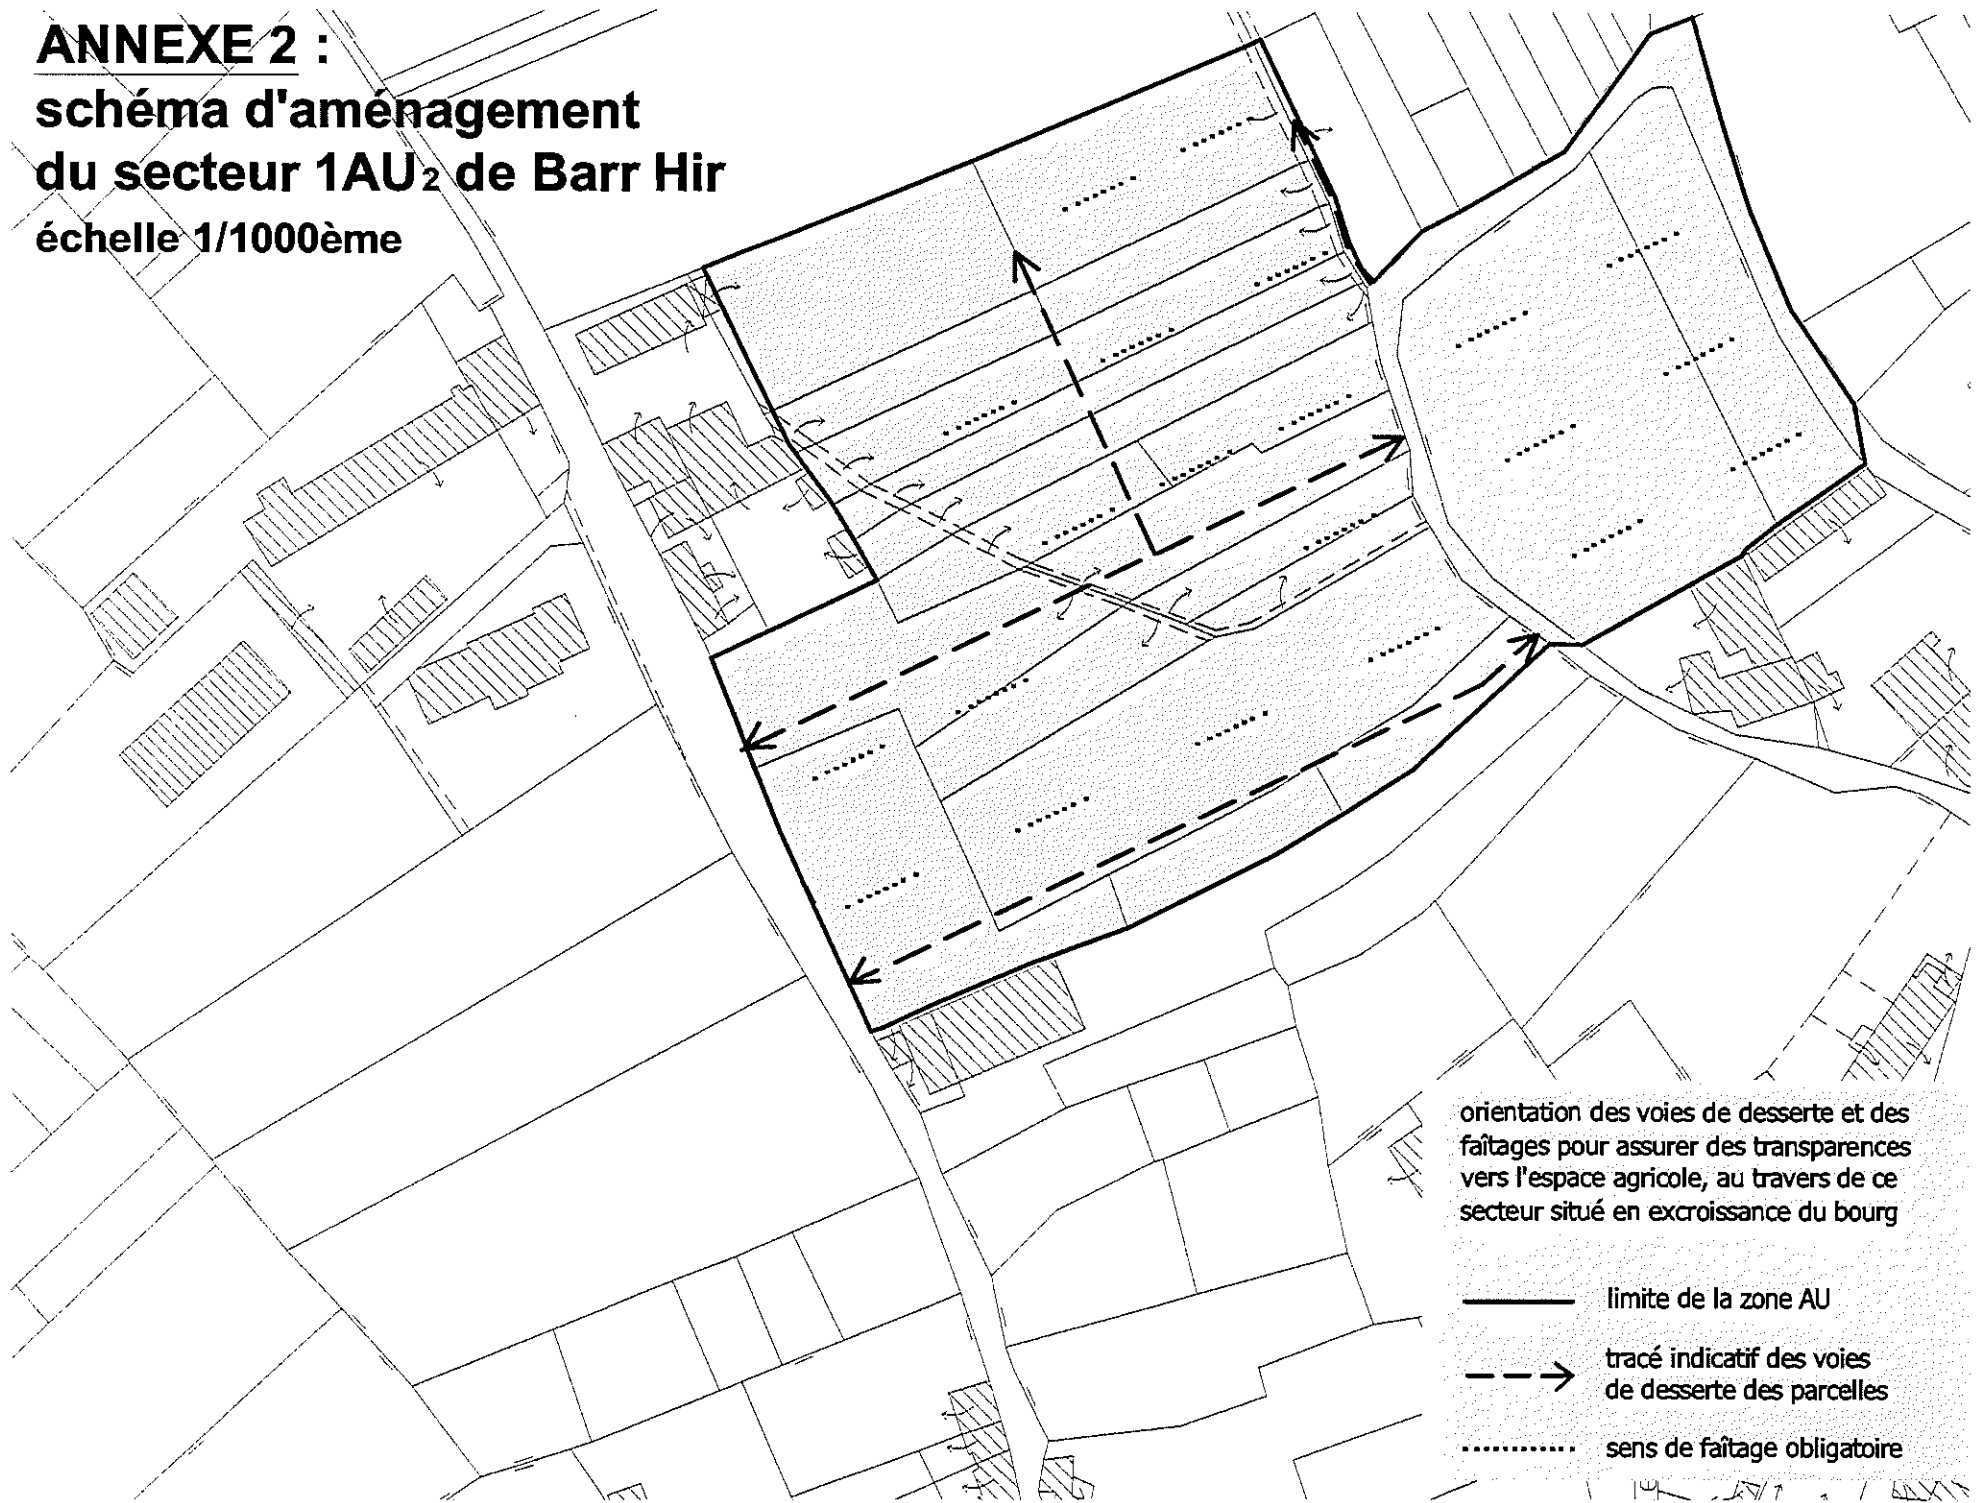 ANNEXE 2 :
schéma d'aménagement
du secteur 1AU2 de Barr Hir
échelle 1/1000ème
orientation des voies de desserte et des
faîtages pour assurer des transparences
vers l'espace agricole, au travers de ce
secteur situé en excroissance du bourg
limite de la zone AU
tracé indicatif des voies
de desserte des parcelles
sens de faîtage obligatoire